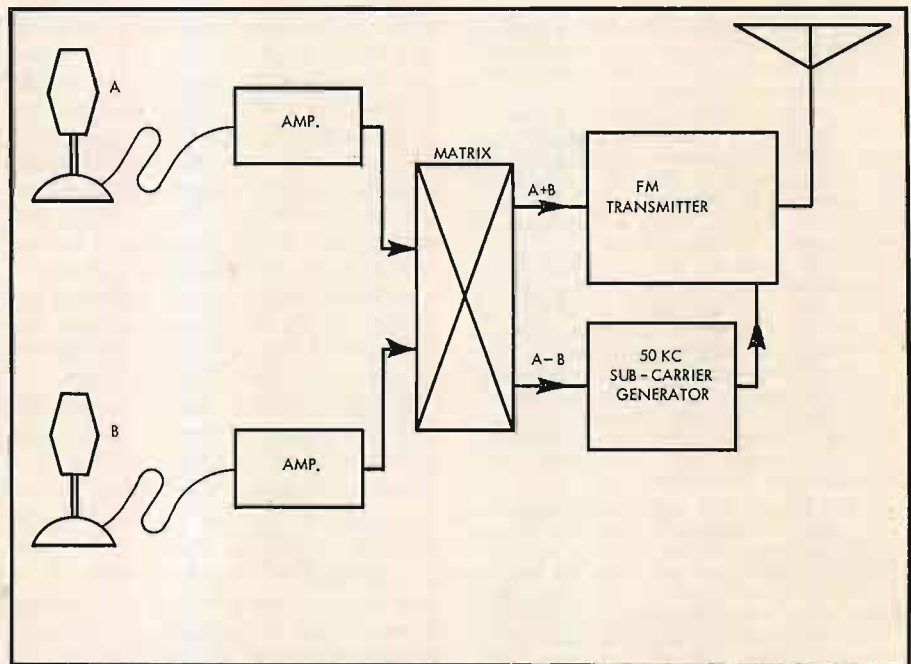 A
AMP.
MATRIX
A+B
FM
TRANSMITTER
A-B
50 KC
SUB-CARRIER
GENERATOR
B
AMP.